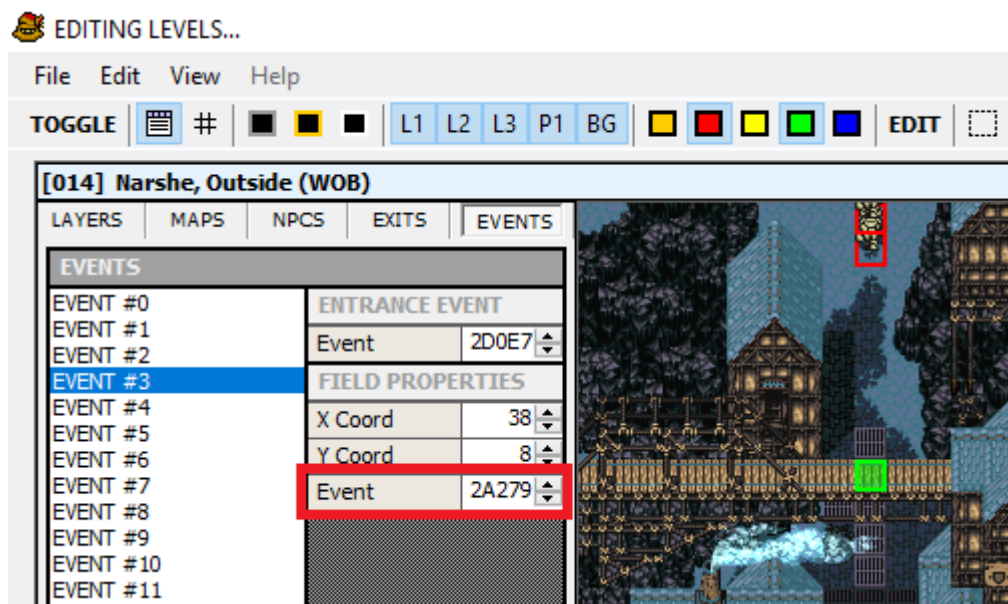 EDITING LEVELS...
File Edit View Help
TOGGLE L1 L2 L3 P1 BG EDIT
[014] Narshe, Outside (WOB)
LAYERS MAPS NPCS EXITS EVENTS
EVENTS
EVENT #0
EVENT #1
EVENT #2
EVENT #3
EVENT #4
EVENT #5
EVENT #6
EVENT #7
EVENT #8
EVENT #9
EVENT #10
EVENT #11
ENTRANCE EVENT
Event 2D0E7
FIELD PROPERTIES
X Coord 38
Y Coord 8
Event 2A279